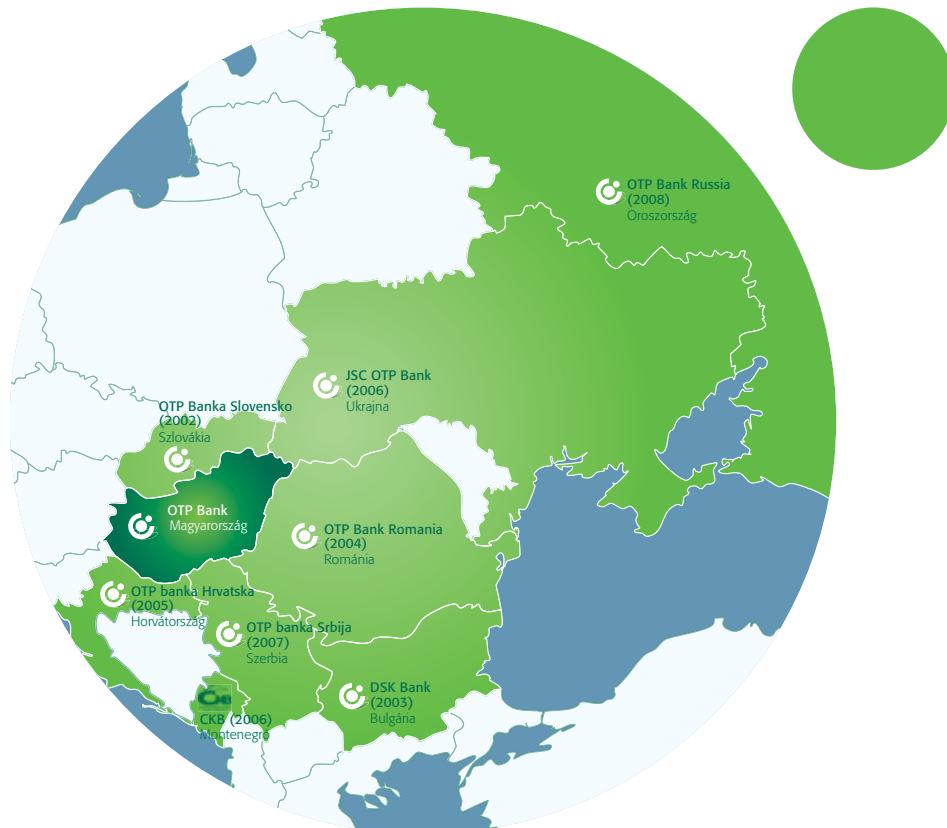 OTP Bank Russia
(2008)
Oroszország
JSC OTP Bank
(2006)
Ukrajna
OTP Banka Slovensko
(2002)
Szlovákia
OTP Bank
Magyarország
OTP Bank Romania
(2004)
Románia
OTP banka Hrvatska
(2005)
Horvátország
OTP banka Srbija
(2007)
Szerbia
DSK Bank
(2003)
Bulgária
CKB (2006)
Montenegró